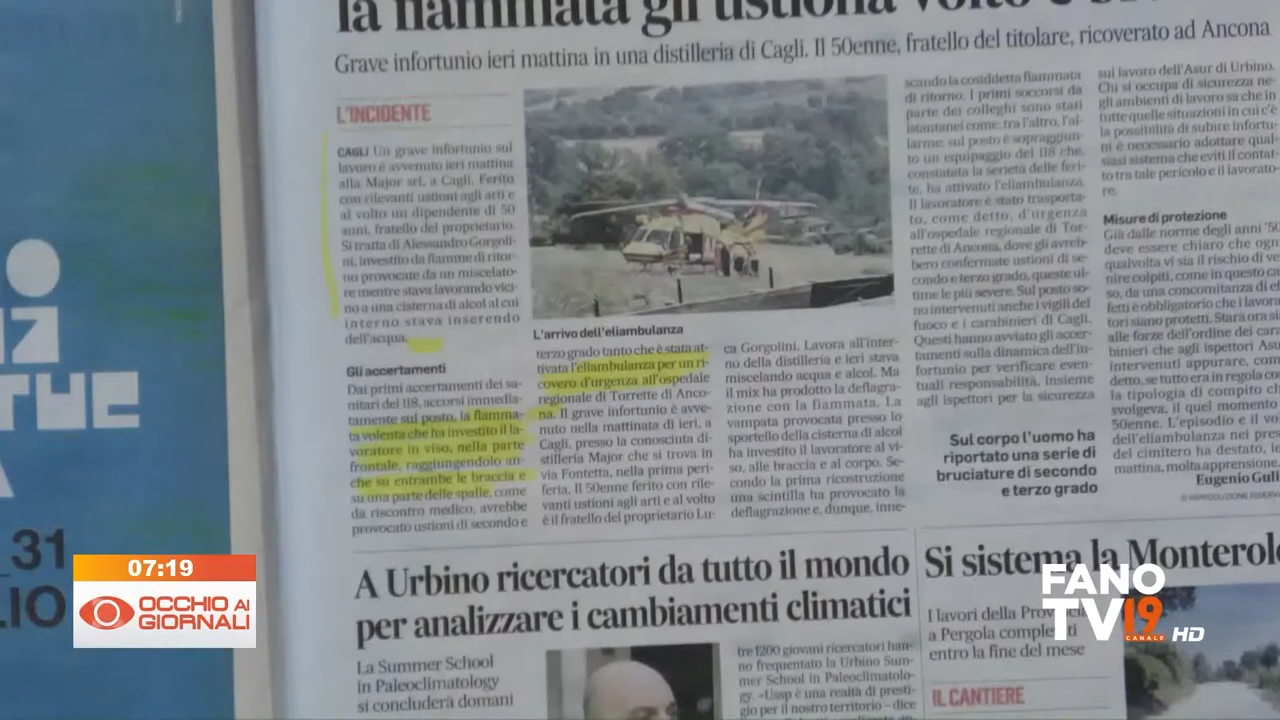 la fiammata gli ustiona volto e
Grave infortunio ieri mattina in una distilleria di Cagli. Il 50enne, fratello del titolare, ricoverato ad Ancona
L'INCIDENTE
CAGLI Un grave infortunio sul
lavoro è avvenuto ieri mattina
alla Major srl, a Cagli. Ferito
con rilevanti ustioni agli arti e
al volto un dipendente di 50
anni, fratello del proprietario.
Si tratta di Alessandro Gorgoli-
ni, investito da fiamme di ritor-
no provocate da un miscelato-
re mentre stava lavorando vici-
no a una cisterna di alcol al cui
interno stava inserendo
dell'acqua.
Gli accertamenti
Dai primi accertamenti dei sa-
nitari del 118, accorsi immedia-
tamente sul posto, la fiamma-
ta volenta che ha investito il la-
voratore in viso, nella parte
frontale, raggiungendolo an-
che su entrambe le braccia e
su una parte delle spalle, come
da riscontro medico, avrebbe
provocato ustioni di secondo e
L'arrivo dell'eliambulanza
terzo grado tanto che è stata at-
tivata l'eliambulanza per un ri-
covero d'urgenza all'ospedale
regionale di Torrette di Anco-
na. Il grave infortunio è avve-
nuto nella mattinata di ieri, a
Cagli, presso la conosciuta di-
stilleria Major che si trova in
via Fontetta, nella prima peri-
feria. Il 50enne ferito con rile-
vanti ustioni agli arti e al volto
è il fratello del proprietario Lu-
ca Gorgolini. Lavora all'inter-
no della distilleria e ieri stava
miscelando acqua e alcol. Ma
il mix ha prodotto la deflagra-
zione con la fiammata. La
vampata provocata presso lo
sportello della cisterna di alcol
ha investito il lavoratore al vi-
so, alle braccia e al corpo. Se-
condo la prima ricostruzione
una scintilla ha provocato la
deflagrazione e, dunque, inne-
scando la cosiddetta fiammata
di ritorno. I primi soccorsi da
parte dei colleghi sono stati
istantanei come, tra l'altro, l'al-
larme: sul posto è sopraggiun-
to un equipaggio del 118 che,
constatata la serietà delle feri-
te, ha attivato l'eliambulanza.
Il lavoratore è stato trasporta-
to, come detto, d'urgenza
all'ospedale regionale di Tor-
rette di Ancona, dove gli avreb-
bero confermate ustioni di se-
condo e terzo grado, queste ul-
time le più severe. Sul posto so-
no intervenuti anche i vigili del
fuoco e i carabinieri di Cagli.
Questi hanno avviato gli accer-
tamenti sulla dinamica dell'in-
fortunio per verificare even-
tuali responsabilità, insieme
agli ispettori per la sicurezza
Sul corpo l'uomo ha
riportato una serie di
bruciature di secondo
e terzo grado
sul lavoro dell'Asur di Urbino.
Chi si occupa di sicurezza ne-
gli ambienti di lavoro sa che in
tutte quelle situazioni in cui c'è
la possibilità di subire infortu-
ni è necessario adottare qual-
siasi sistema che eviti il contat-
to tra tale pericolo e il lavorato-
re.
Misure di protezione
Già dalle norme degli anni '50
deve essere chiaro che ogn
qualvolta vi sia il rischio di ve
nire colpiti, come in questo ca
so, da una concomitanza di ef
fetti e obbligatorio che i lavora
tori siano protetti. Starà ora si
alle forze dell'ordine dei car
binieri che agli ispettori Asu
intervenuti appurare, com
detto, se tutto era in regola co
la tipologia di compito ch
svolgeva, il quel momento
50enne. L'episodio e il vo
dell'eliambulanza nei pres
del cimitero ha destato, ie
mattina, molta apprensione.
Eugenio Guli
© RIPRODUZIONE RISERVA
A Urbino ricercatori da tutto il mondo
per analizzare i cambiamenti climatici
La Summer School
in Paleoclimatology
si concluderà domani
tre 1200 giovani ricercatori han-
no frequentato la Urbino Sum-
mer School in Paleoclimatolo-
gy. «Ussp è una realtà di presti-
gio per il nostro territorio – dice
Si sistema la Monterol
I lavori della Provincia
a Pergola completati
entro la fine del mese
IL CANTIERE
31
LIO
07:19
OCCHIO AI
GIORNALI
FANO
TV19
CANALE HD